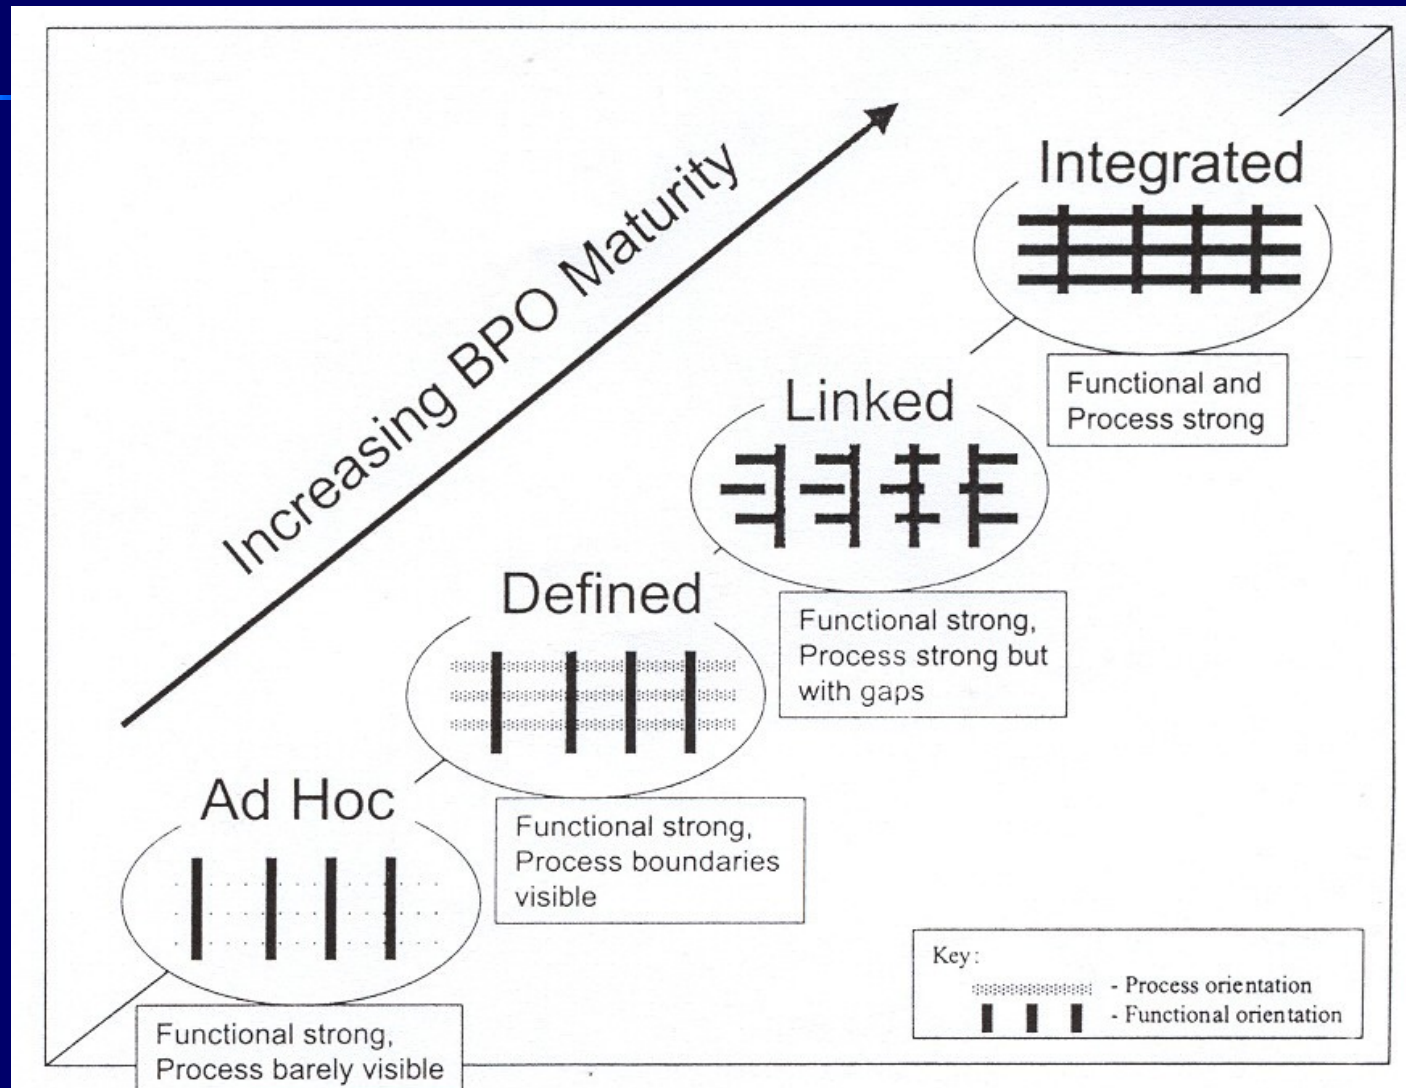 Increasing BPO Maturity
Integrated
Functional and
Process strong
Linked
Functional strong,
Process strong but
with gaps
Defined
Functional strong,
Process boundaries
visible
Ad Hoc
Functional strong,
Process barely visible
Key:
- Process orientation
- Functional orientation